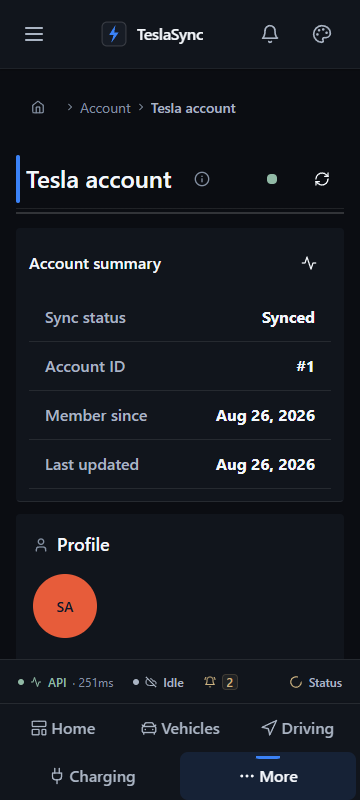 TeslaSync
Account Tesla account
Tesla account
Account summary
Sync status Synced
Account ID #1
Member since Aug 26, 2026
Last updated Aug 26, 2026
Profile
SA
API · 251ms Idle 2 Status
Home Vehicles Driving
Charging More